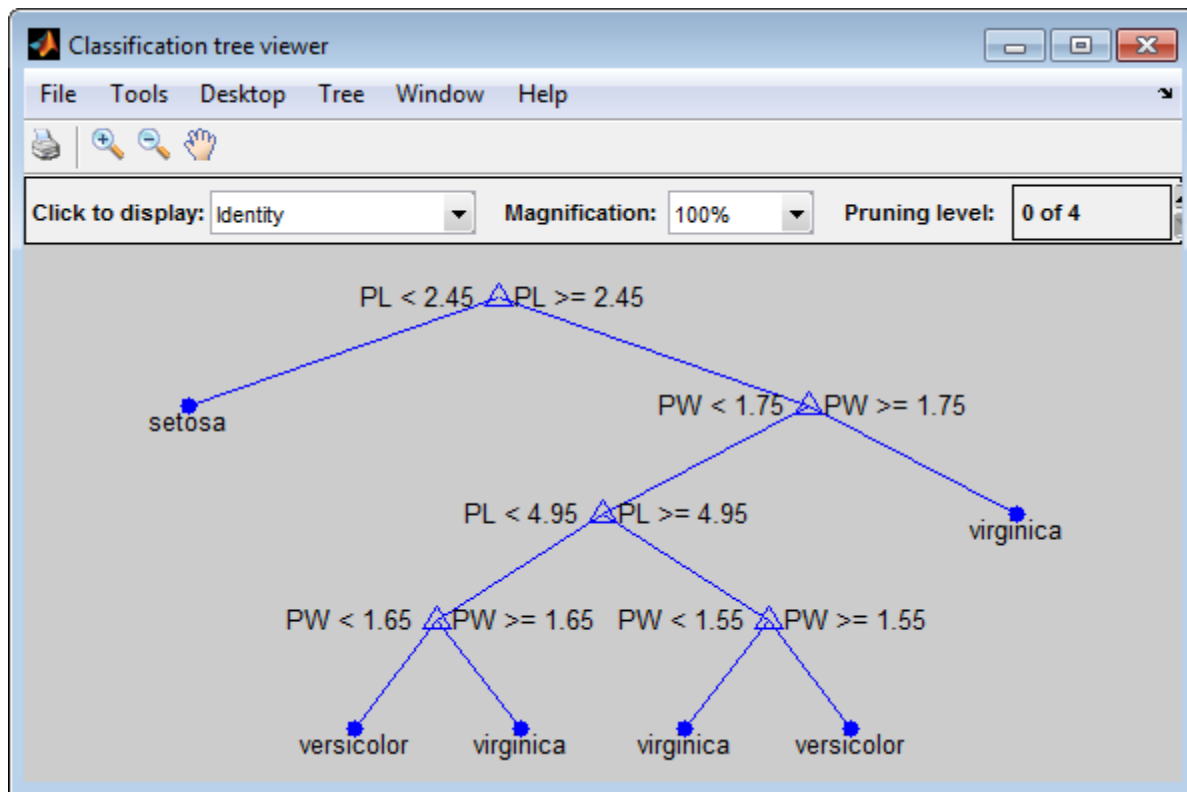 Classification tree viewer
File Tools Desktop Tree Window Help
Click to display: Identity Magnification: 100% Pruning level: 0 of 4
PL < 2.45 PL >= 2.45
setosa
PW < 1.75 PW >= 1.75
PL < 4.95 PL >= 4.95
virginica
PW < 1.65 PW >= 1.65 PW < 1.55 PW >= 1.55
versicolor virginica virginica versicolor